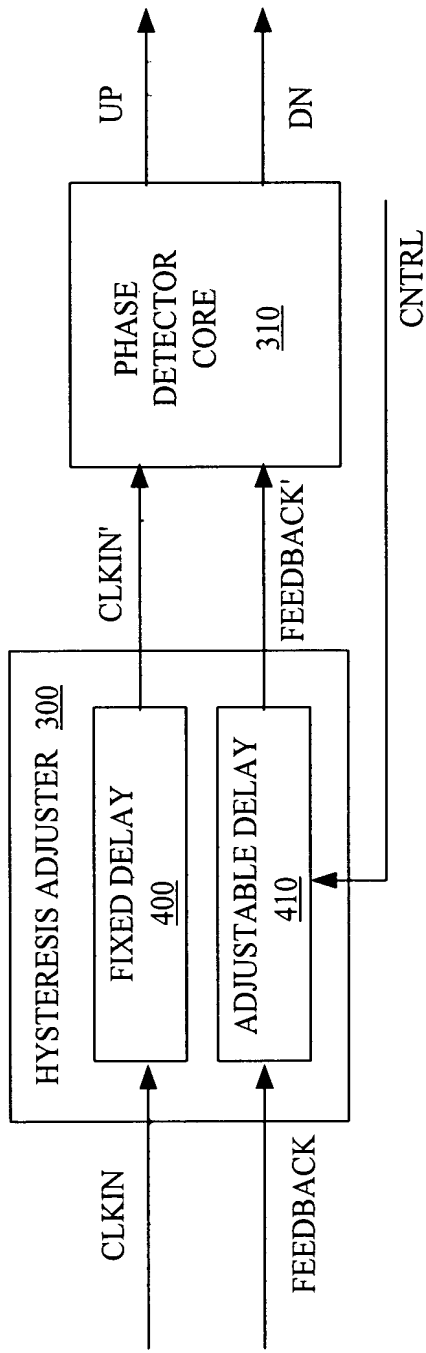 HYSTERESIS ADJUSTER 300
CLKIN
FIXED DELAY
400
CLKIN'
PHASE
DETECTOR
CORE
310
UP
FEEDBACK
ADJUSTABLE DELAY
410
FEEDBACK'
DN
CNTRL